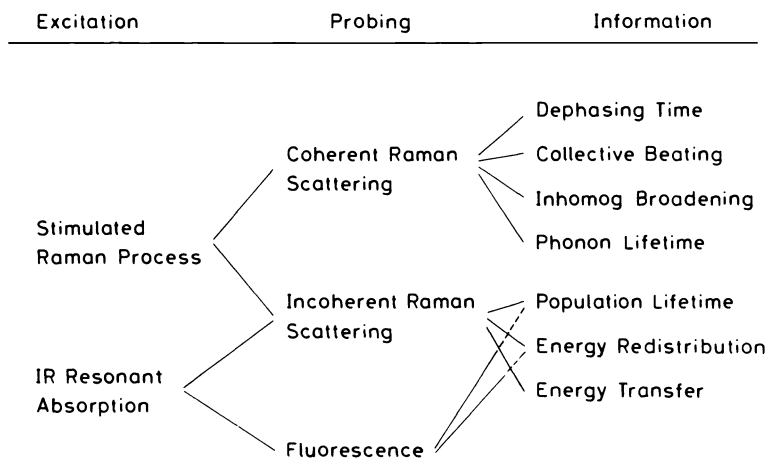 Excitation Probing Information
Dephasing Time
Coherent Raman
Scattering
Collective Beating
Inhomog Broadening
Stimulated
Raman Process
Phonon Lifetime
Incoherent Raman
Scattering
Population Lifetime
Energy Redistribution
IR Resonant
Absorption
Energy Transfer
Fluorescence